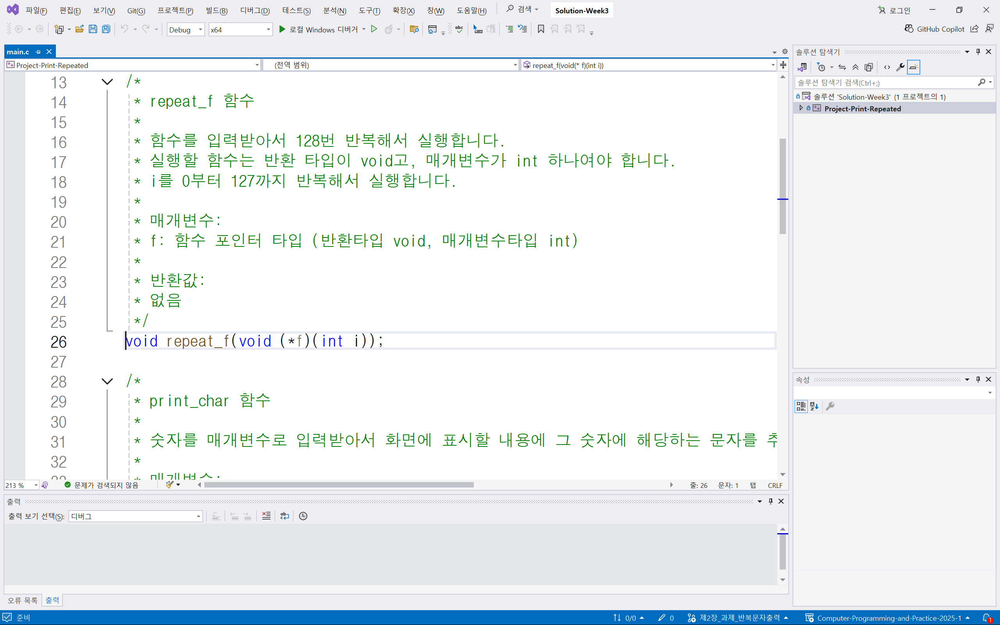 파일(F) 편집(E) 보기(V) Git(G) 프로젝트(P) 빌드(B) 디버그(D) 테스트(S) 분석(N) 도구(T) 확장(X) 창(W) 도움말(H) 검색 Solution-Week3 로그인
Debug x64 로컬 Windows 디버거 GitHub Copilot
main.c
Project-Print-Repeated (전역 범위) repeat_f(void(* f)(int i))
13 /*
14 * repeat_f 함수
15 *
16 * 함수를 입력받아서 128번 반복해서 실행합니다.
17 * 실행할 함수는 반환 타입이 void고, 매개변수가 int 하나여야 합니다.
18 * i를 0부터 127까지 반복해서 실행합니다.
19 *
20 * 매개변수:
21 * f: 함수 포인터 타입 (반환타입 void, 매개변수타입 int)
22 *
23 * 반환값:
24 * 없음
25 */
26 void repeat_f(void (*f)(int i));
27
28 /*
29 * print_char 함수
30 *
31 * 숫자를 매개변수로 입력받아서 화면에 표시할 내용에 그 숫자에 해당하는 문자를
32 *
33 * 매개변수:
213 % 문제가 검색되지 않음 줄: 26 문자: 1 탭 CRLF
출력
출력 보기 선택(S): 디버그
오류 목록 출력
솔루션 탐색기
솔루션 탐색기 검색(Ctrl+;)
솔루션 'Solution-Week3' (1 프로젝트의 1)
Project-Print-Repeated
속성
준비 0/0 0 제2장_과제_반복문자출력 Computer-Programming-and-Practice-2025-1 1